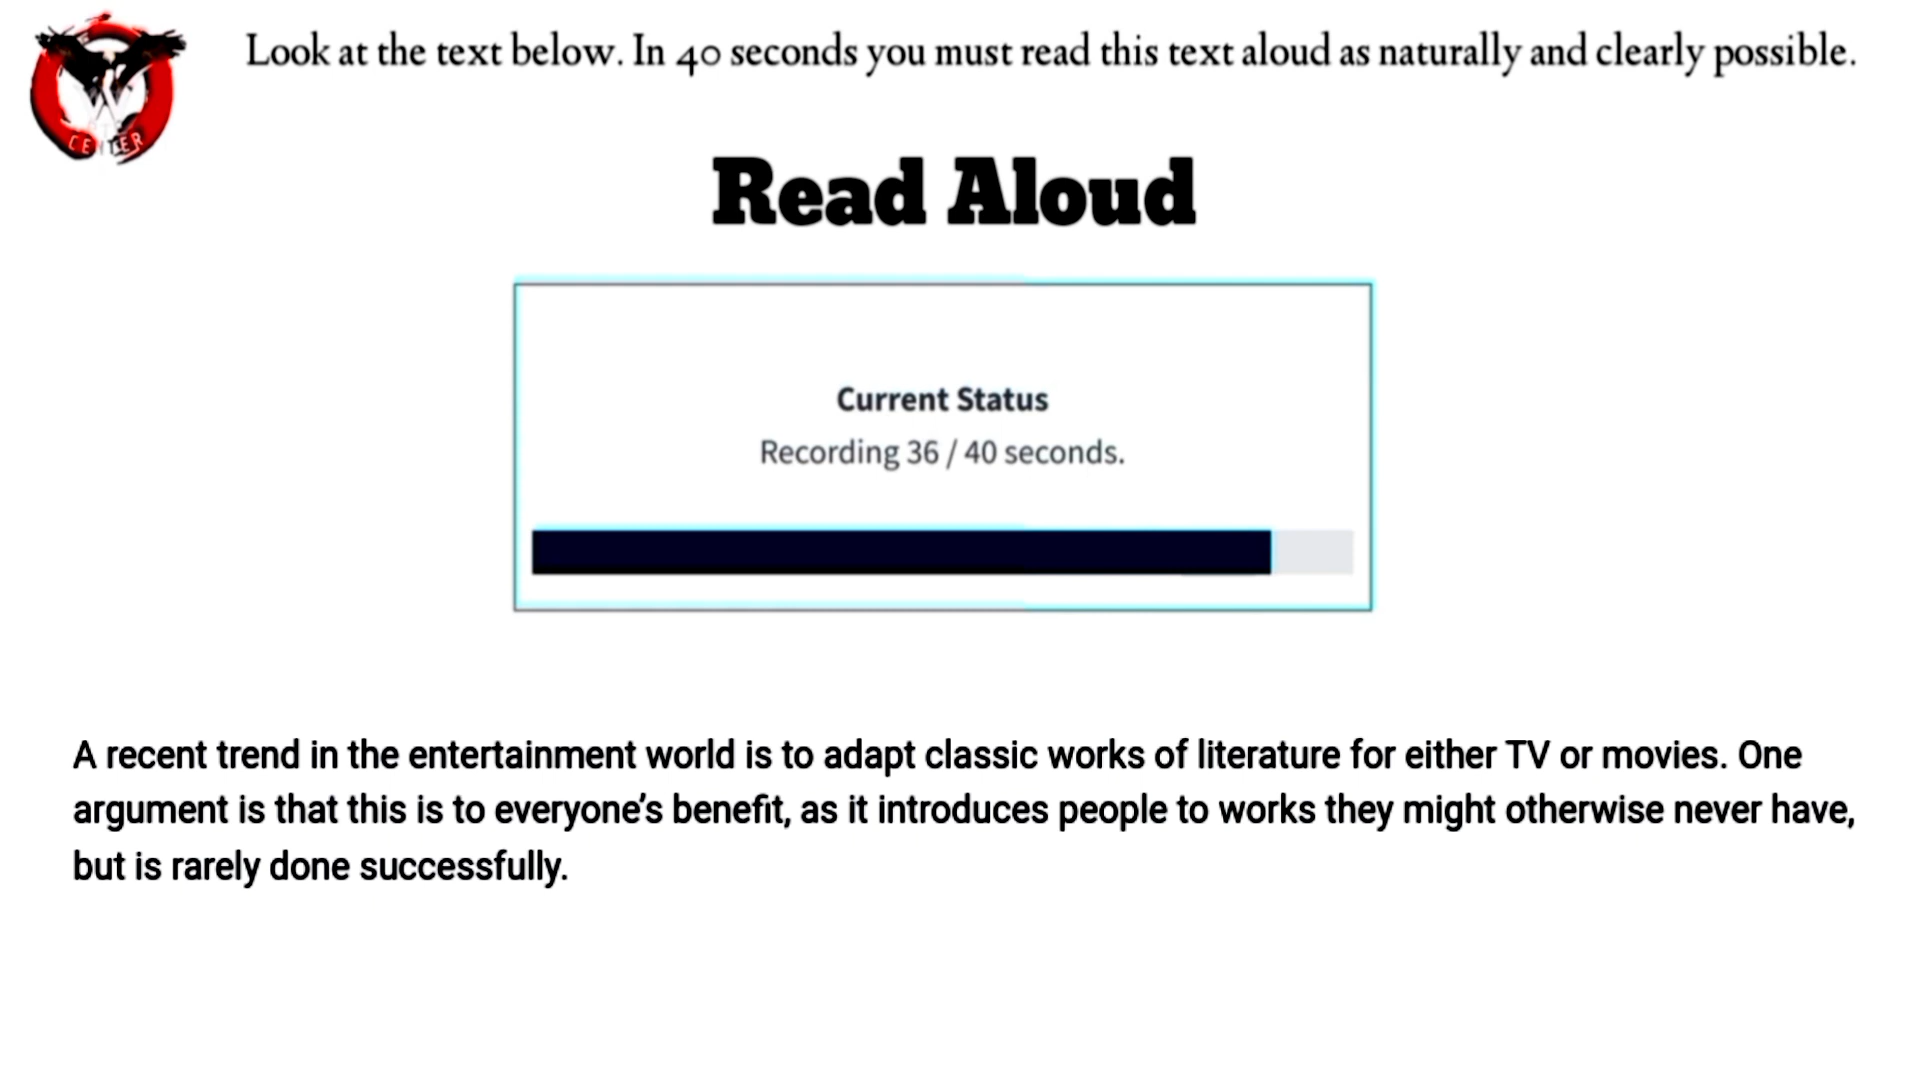 Look at the text below. In 40 seconds you must read this text aloud as naturally and clearly possible.
CENTER
Read Aloud
Current Status
Recording 36 / 40 seconds.
A recent trend in the entertainment world is to adapt classic works of literature for either TV or movies. One
argument is that this is to everyone’s benefit, as it introduces people to works they might otherwise never have,
but is rarely done successfully.